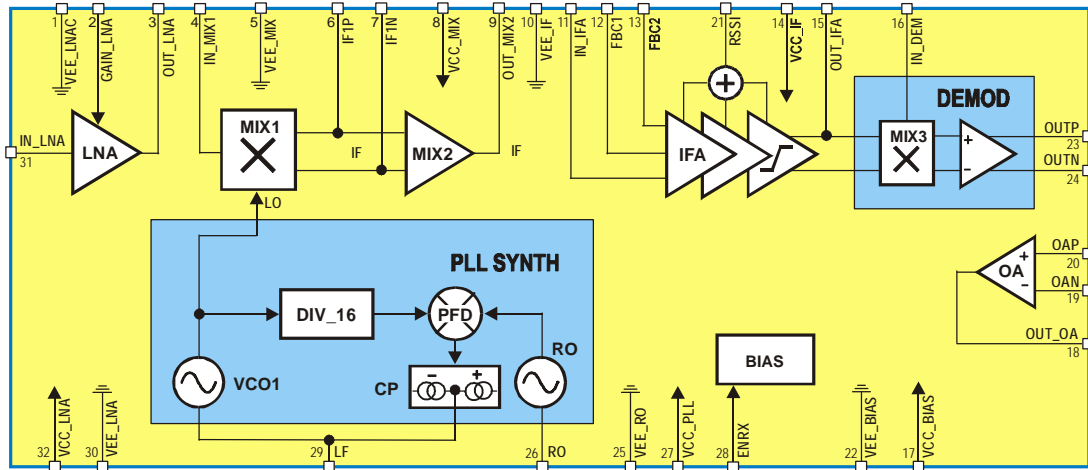 1 VEE_LNAC
2 GAIN_LNA
3 OUT_LNA
4 IN_MIX1
5 VEE_MIX
6 IF1P
7 IF1N
8 VCC_MIX
9 OUT_MIX2
10 VEE_IF
11 IN_IFA
12 FBC1
13 FBC2
21 RSSI
14 VCC_IF
15 OUT_IFA
16 IN_DEM
IN_LNA
31
LNA
MIX1
IF
MIX2
IF
LO
+
IFA
DEMOD
MIX3
+
−
OUTP
23
OUTN
24
OAP
20
OAN
19
OA
+
−
OUT_OA
18
PLL SYNTH
DIV_16
PFD
RO
VCO1
CP
−
+
BIAS
32 VCC_LNA
30 VEE_LNA
29 LF
26 RO
25 VEE_RO
27 VCC_PLL
28 ENRX
22 VEE_BIAS
17 VCC_BIAS